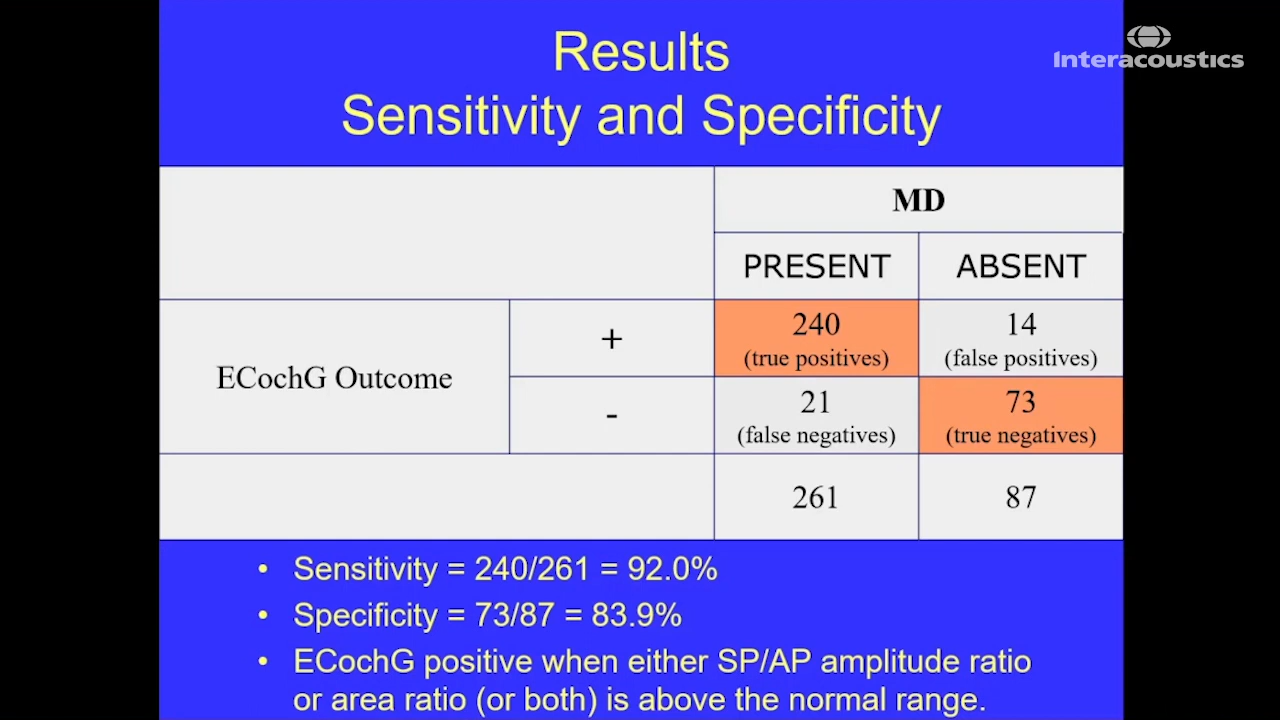 Results
Sensitivity and Specificity
Interacoustics
MD
PRESENT ABSENT
ECochG Outcome
+
240 14
(true positives) (false positives)
-
21 73
(false negatives) (true negatives)
261 87
• Sensitivity = 240/261 = 92.0%
• Specificity = 73/87 = 83.9%
• ECochG positive when either SP/AP amplitude ratio
or area ratio (or both) is above the normal range.